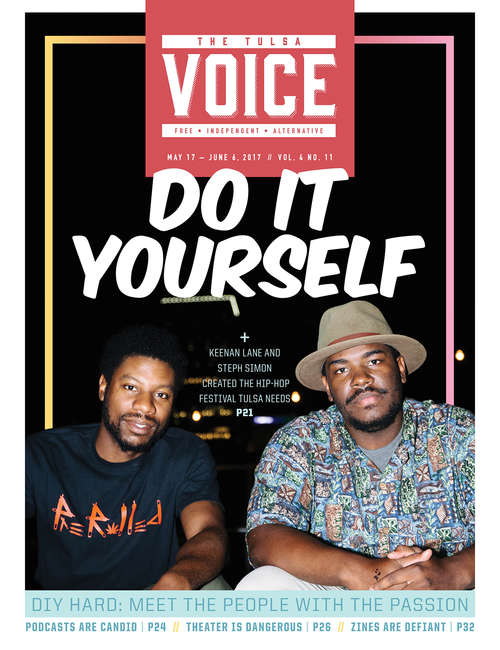 THE TULSA
VOICE
FREE • INDEPENDENT • ALTERNATIVE
MAY 17 – JUNE 6, 2017 // VOL. 4 NO. 11
DO IT
YOURSELF
+
KEENAN LANE AND
STEPH SIMON
CREATED THE HIP-HOP
FESTIVAL TULSA NEEDS
P21
PRE ROLLED
DIY HARD: MEET THE PEOPLE WITH THE PASSION
PODCASTS ARE CANDID | P24 // THEATER IS DANGEROUS | P26 // ZINES ARE DEFIANT | P32